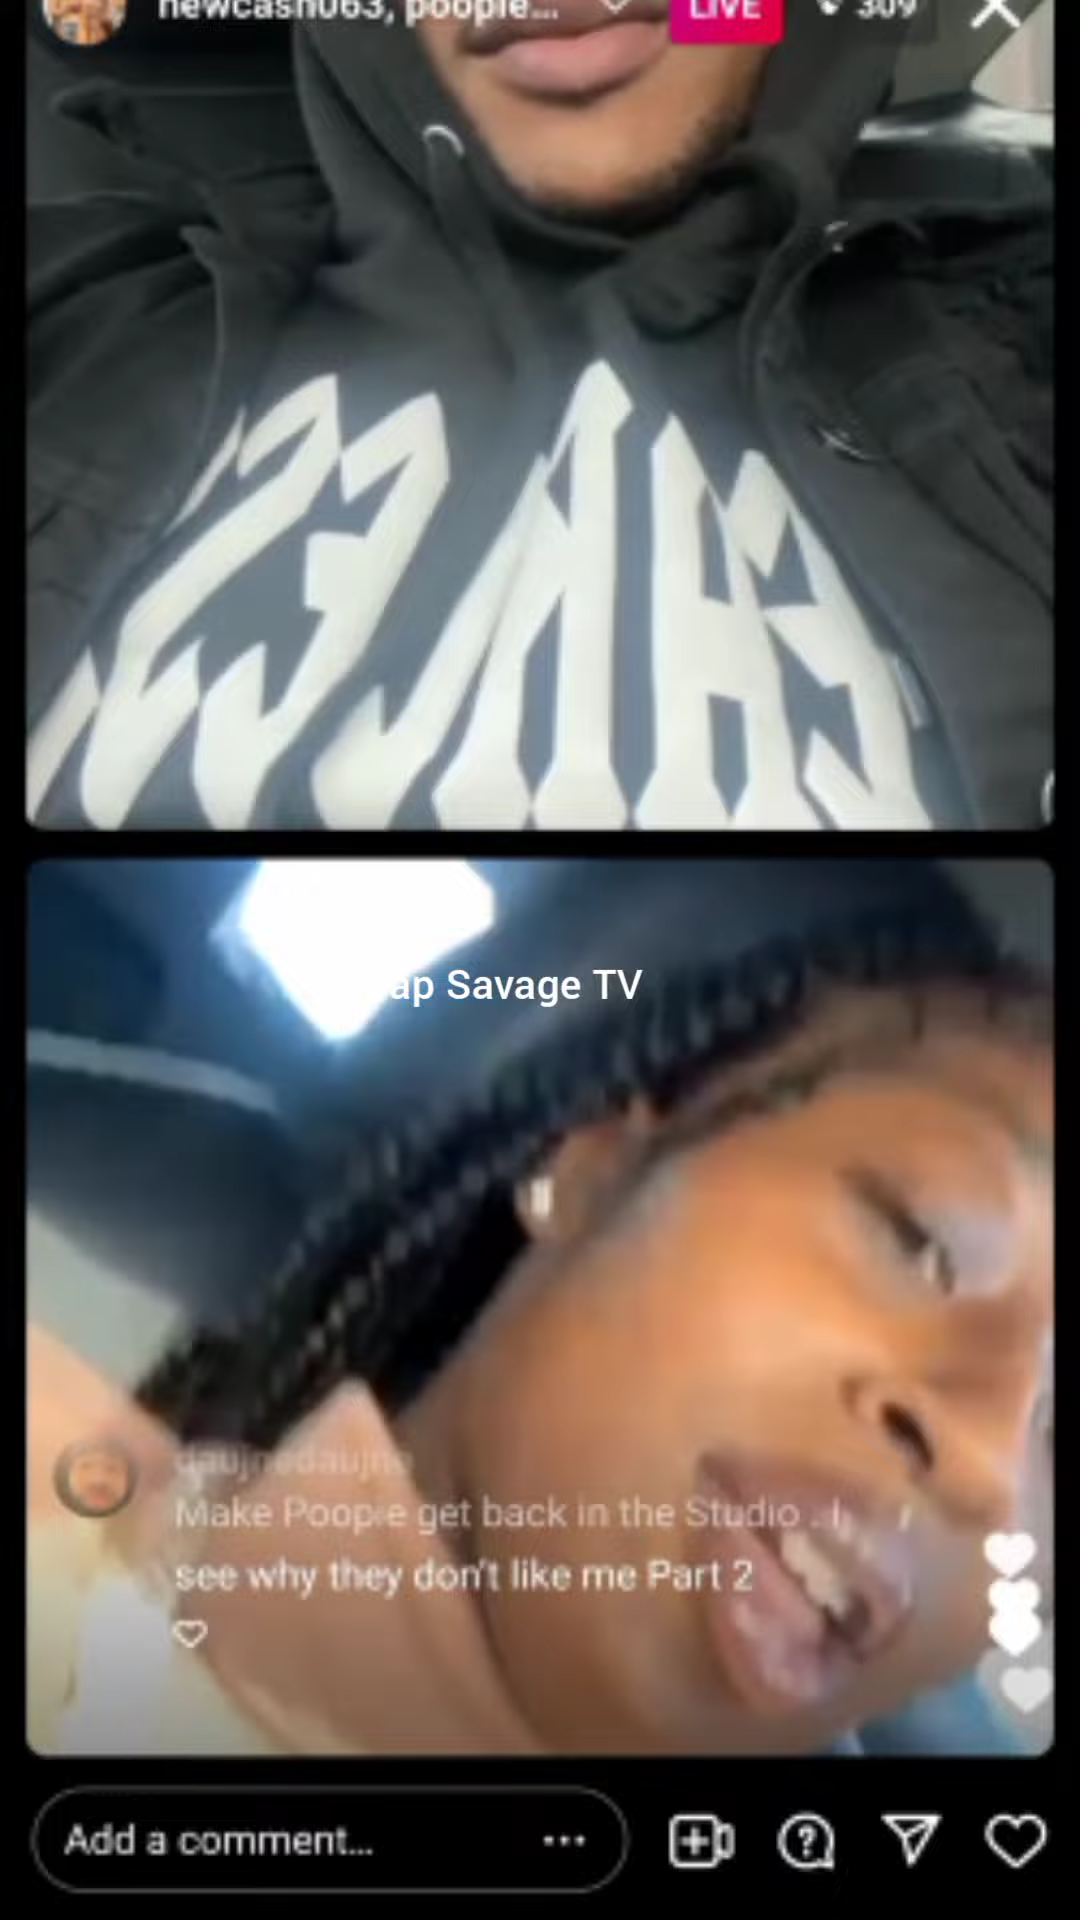 newcash063, poopie...
LIVE
309
ap Savage TV
daujnedaujne
Make Poopie get back in the Studio . I
see why they don't like me Part 2
Add a comment...